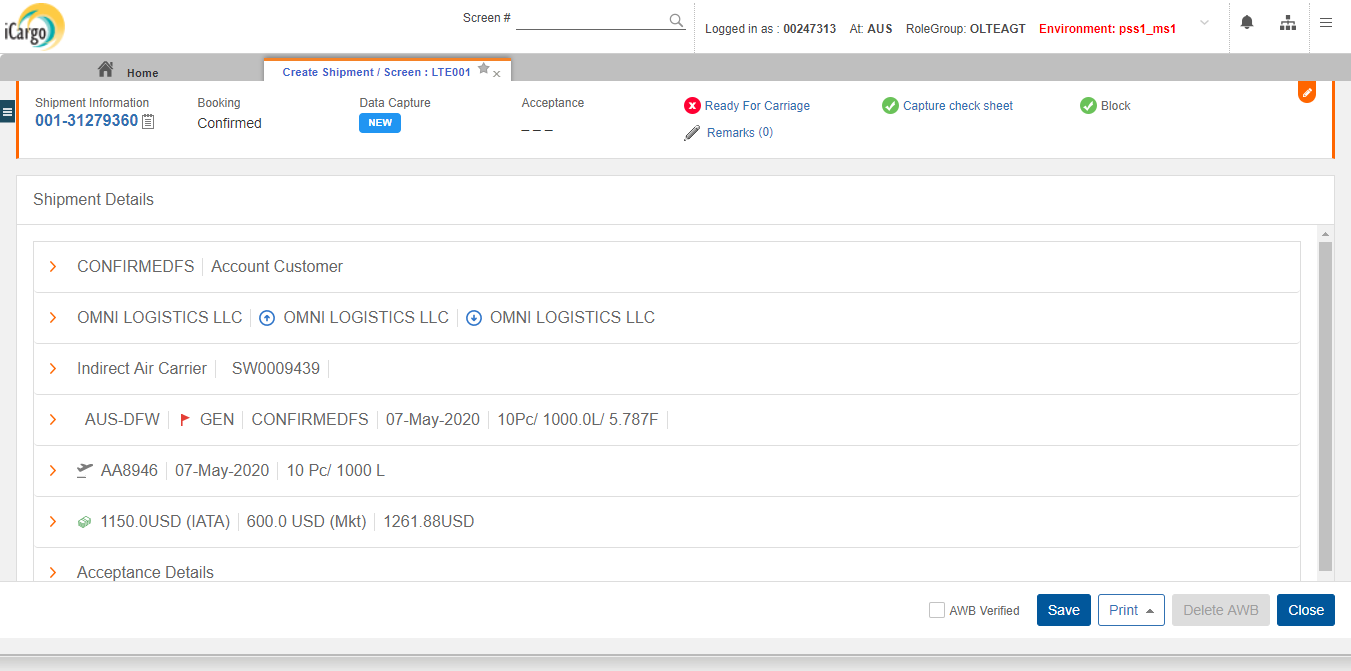 iCargo
Screen #
Logged in as : 00247313 At: AUS RoleGroup: OLTEAGT Environment: pss1_ms1
Home
Create Shipment / Screen : LTE001
Shipment Information Booking Data Capture Acceptance
001-31279360 Confirmed NEW _ _ _
Ready For Carriage Capture check sheet Block
Remarks (0)
Shipment Details
CONFIRMEDFS Account Customer
OMNI LOGISTICS LLC OMNI LOGISTICS LLC OMNI LOGISTICS LLC
Indirect Air Carrier SW0009439
AUS-DFW GEN CONFIRMEDFS 07-May-2020 10Pc/ 1000.0L/ 5.787F
AA8946 07-May-2020 10 Pc/ 1000 L
1150.0USD (IATA) 600.0 USD (Mkt) 1261.88USD
Acceptance Details
AWB Verified Save Print Delete AWB Close